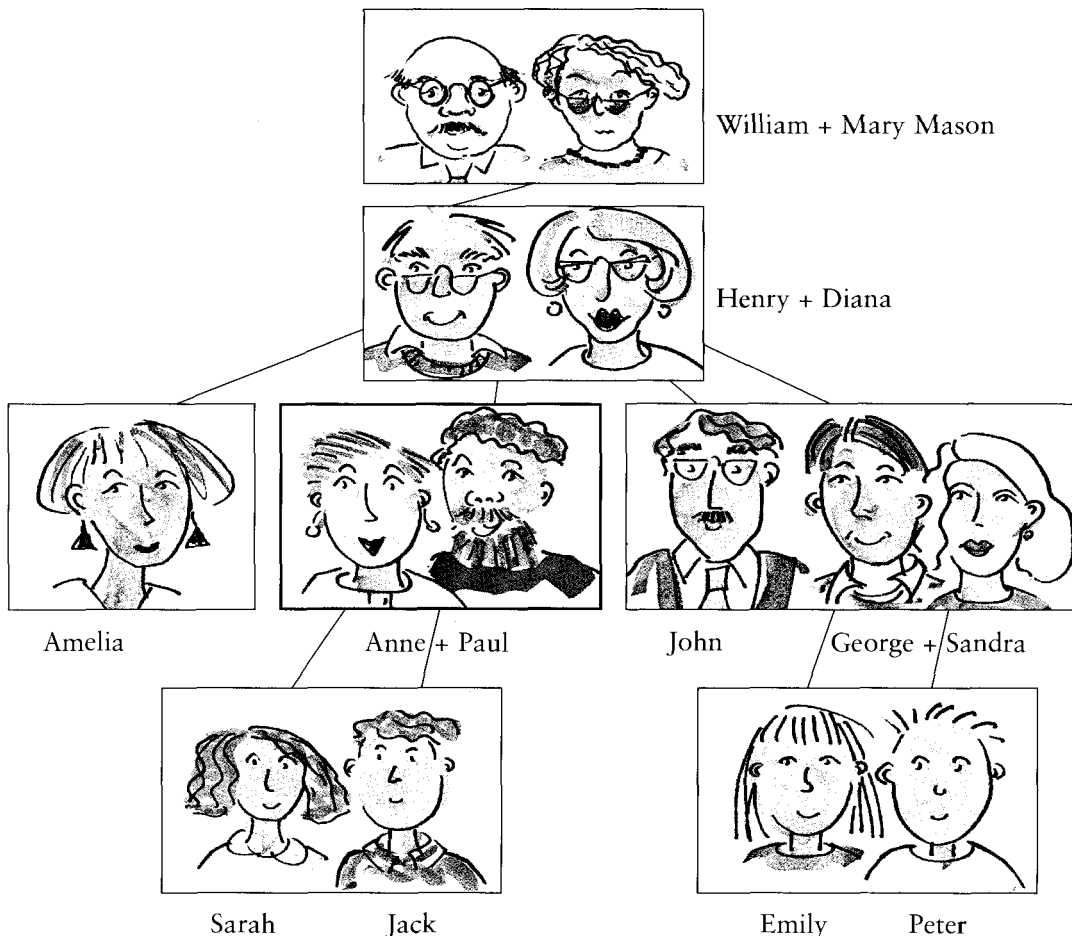 William + Mary Mason
Henry + Diana
Amelia
Anne + Paul
John
George + Sandra
Sarah
Jack
Emily
Peter